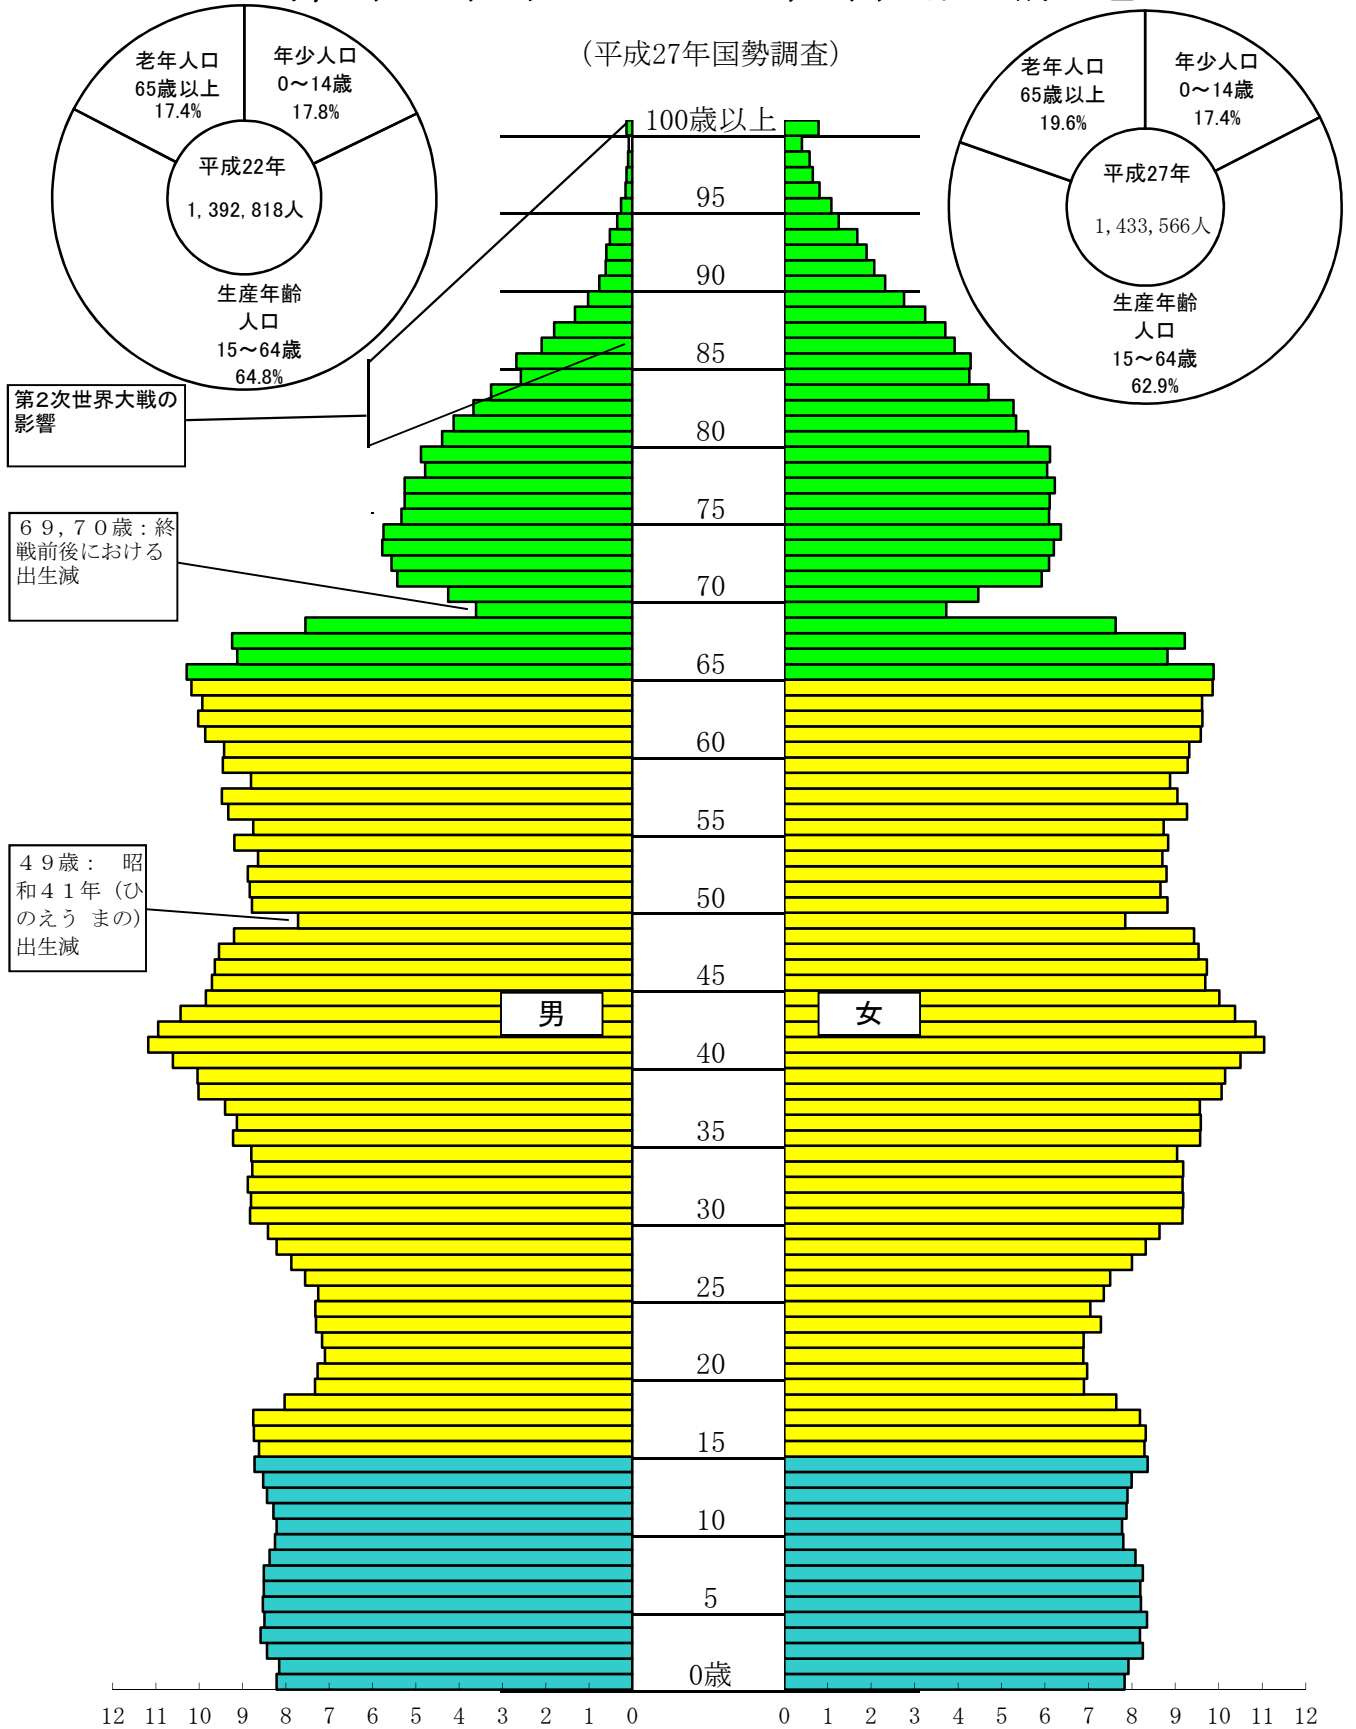 (平成27年国勢調査)
老年人口
65歳以上
17.4%
年少人口
0～14歳
17.8%
平成22年
1,392,818人
生産年齢
人口
15～64歳
64.8%
老年人口
65歳以上
19.6%
年少人口
0～14歳
17.4%
平成27年
1,433,566人
生産年齢
人口
15～64歳
62.9%
100歳以上
95
90
85
80
75
70
65
60
55
50
45
40
35
30
25
20
15
10
5
0歳
第2次世界大戦の
影響
６９,７０歳：終
戦前後における
出生減
４９歳：　昭
和４１年（ひ
のえう まの）
出生減
男
女
12 11 10 9 8 7 6 5 4 3 2 1 0
0 1 2 3 4 5 6 7 8 9 10 11 12